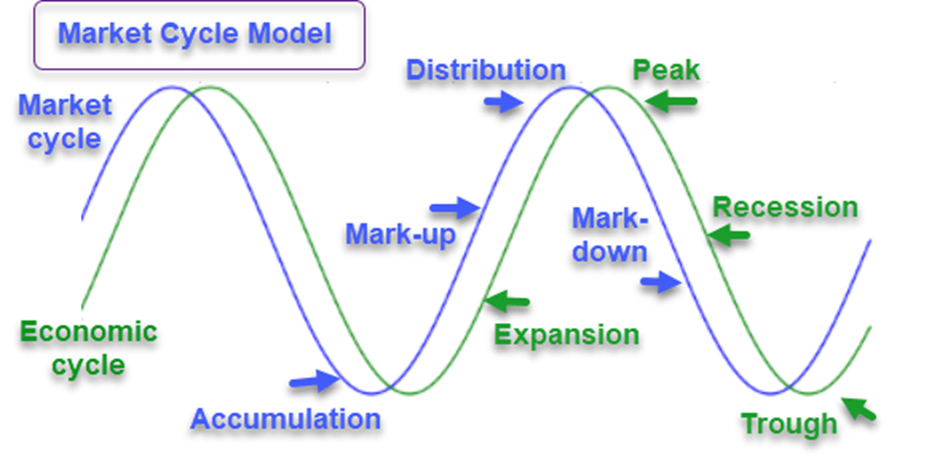 Market Cycle Model
Distribution
Peak
Market
cycle
Mark-up
Mark-
down
Recession
Economic
cycle
Expansion
Accumulation
Trough